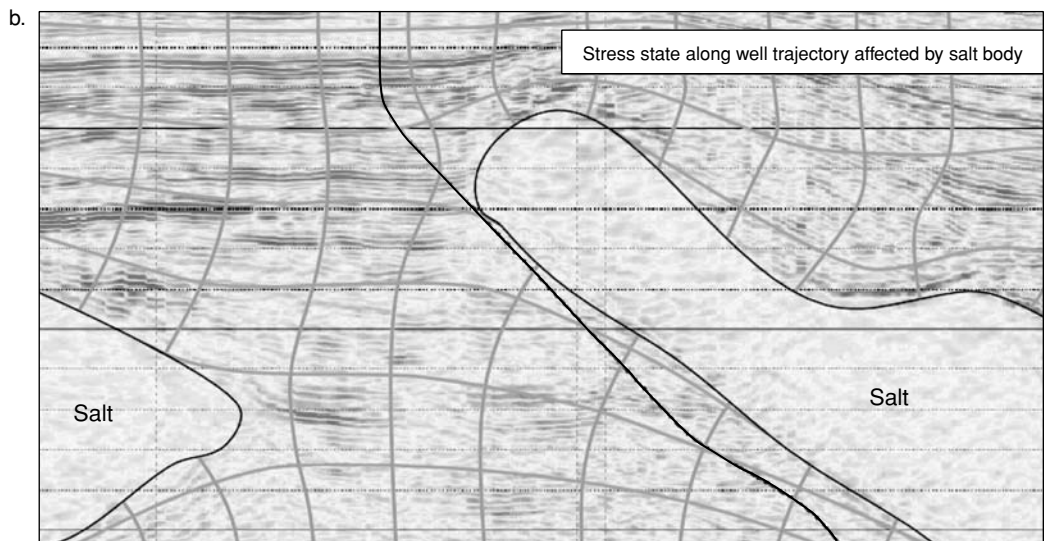 b.
Stress state along well trajectory affected by salt body
Salt
Salt